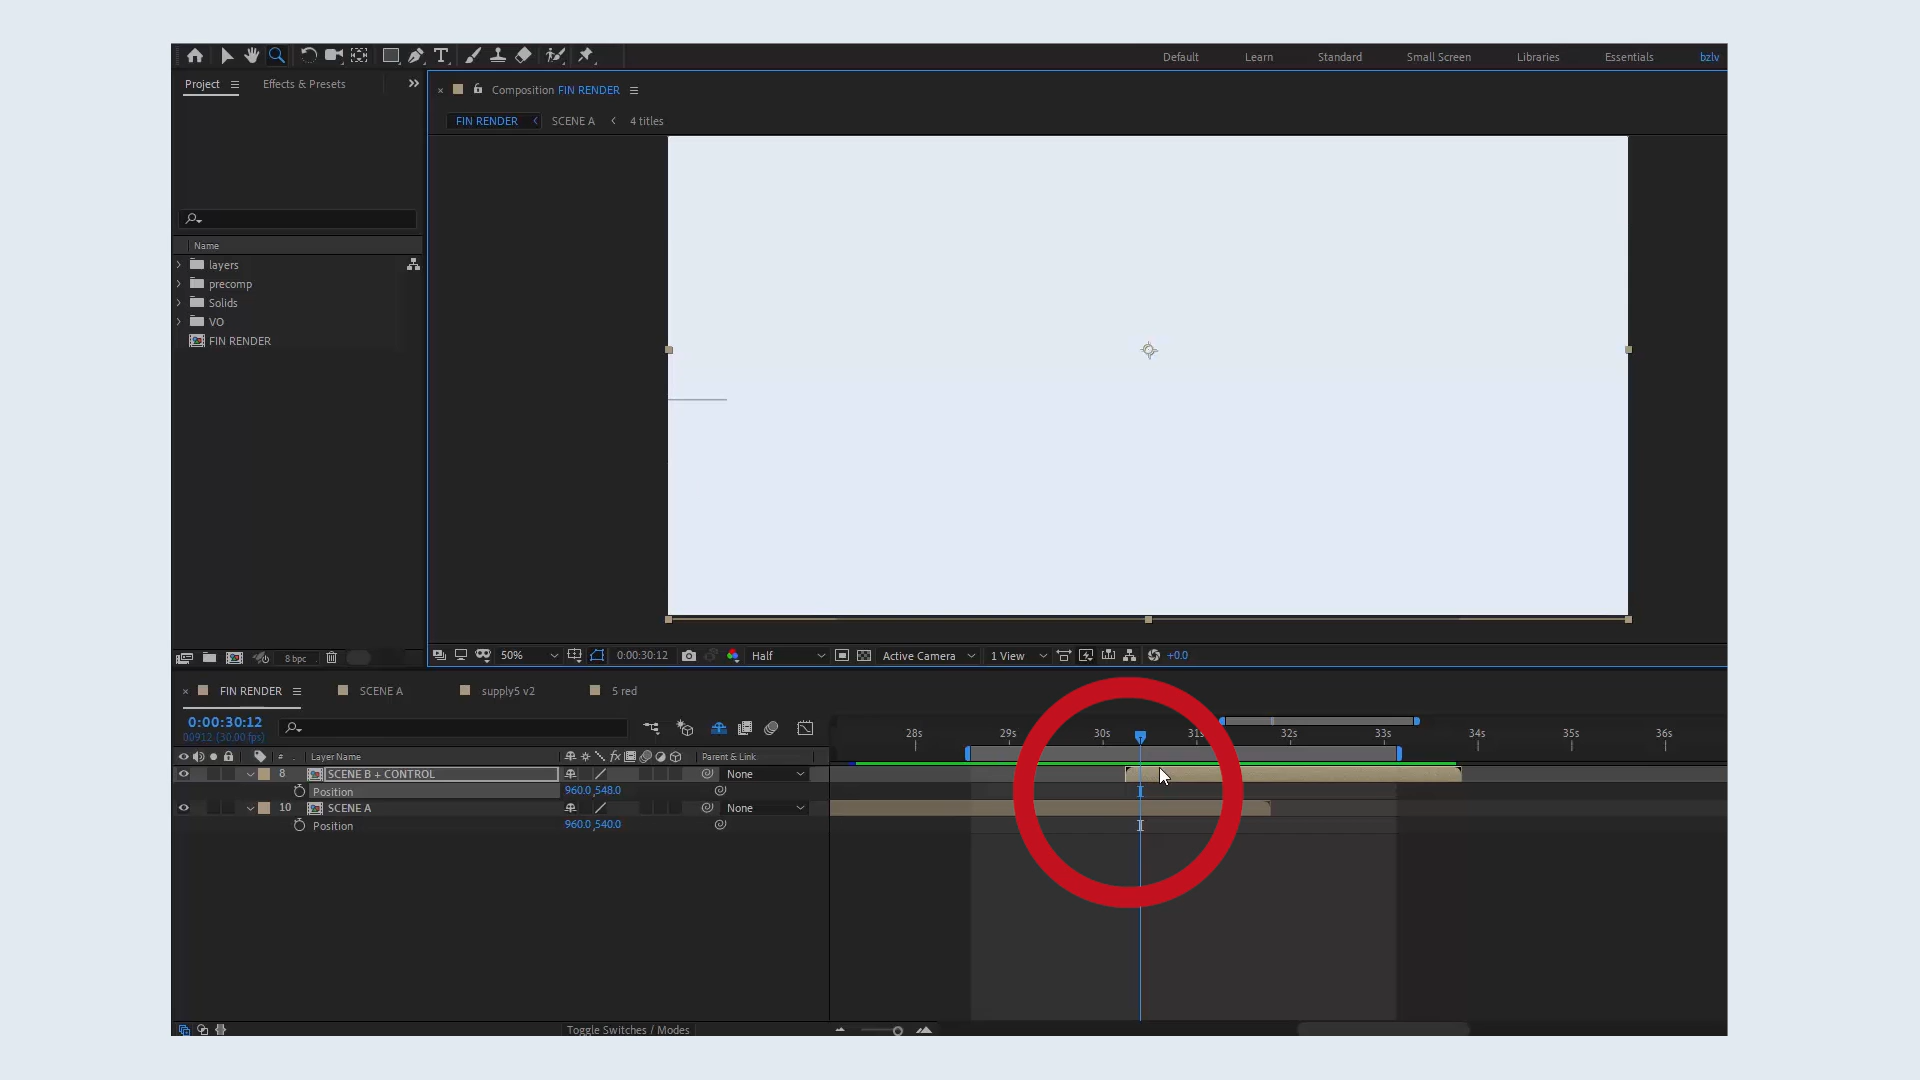 Default Learn Standard Small Screen Libraries Essentials bzlv
Project Effects & Presets
Composition FIN RENDER
FIN RENDER SCENE A 4 titles
Name
layers
precomp
Solids
VO
FIN RENDER
8 bpc 50% 0:00:30:12 Half Active Camera 1 View +0.0
FIN RENDER SCENE A supply5 v2 5 red
0:00:30:12
00912 (30.00 fps)
28s 29s 30s 31s 32s 33s 34s 35s 36s
# Layer Name fx Parent & Link
8 SCENE B + CONTROL None
Position 960.0,548.0
10 SCENE A None
Position 960.0,540.0
Toggle Switches / Modes